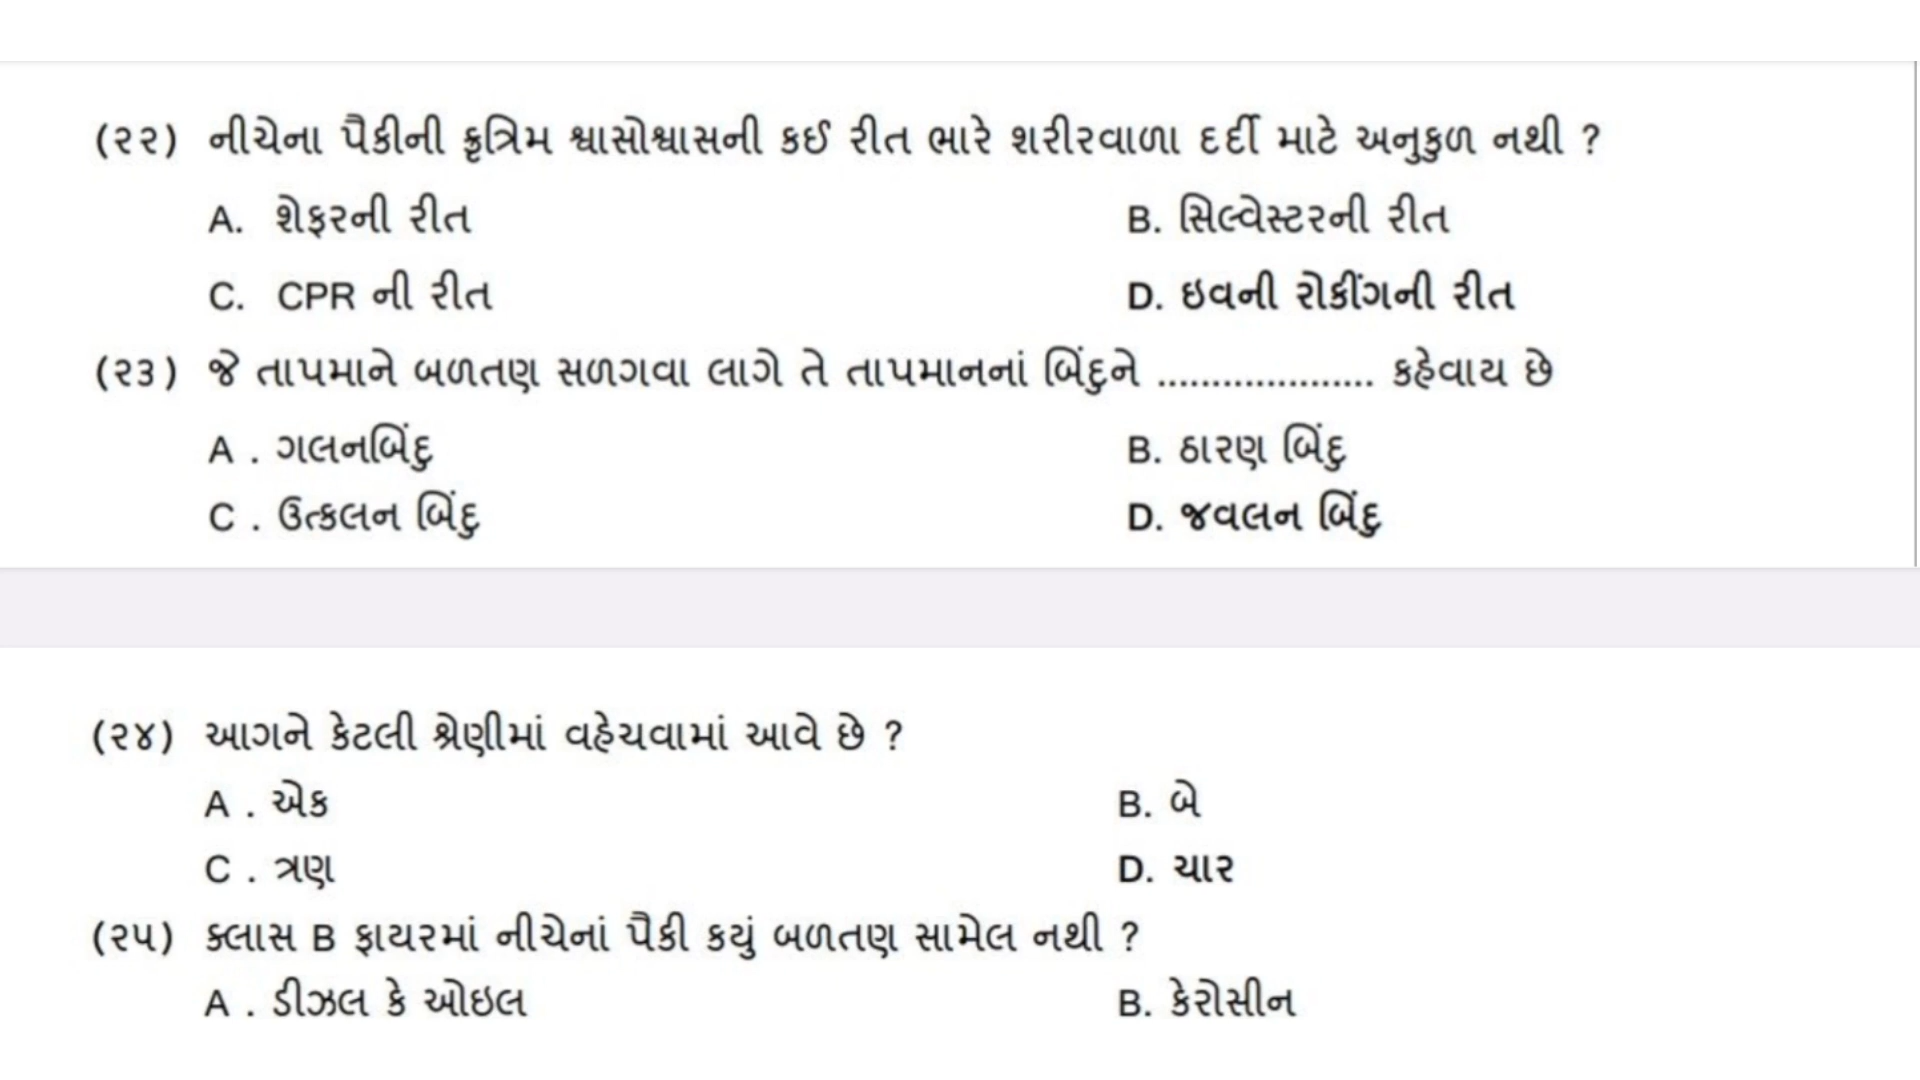 (૨૨) નીચેના પૈકીની ક્રૃત્રિમ શ્વાસોશ્વાસની કઈ રીત ભારે શરીરવાળા દર્દી માટે અનુકુળ નથી ?
A. શેફરની રીત B. સિલ્વેસ્ટરની રીત
C. CPR ની રીત D. ઇવની રોકીંગની રીત
(૨૩) જે તાપમાને બળતણ સળગવા લાગે તે તાપમાનનાં બિંદુને .................... કહેવાય છે
A . ગલનબિંદુ B. ઠારણ બિંદુ
C . ઉત્કલન બિંદુ D. જવલન બિંદુ
(૨૪) આગને કેટલી શ્રેણીમાં વહેચવામાં આવે છે ?
A . એક B. બે
C . ત્રણ D. ચાર
(૨૫) ક્લાસ B ફાયરમાં નીચેનાં પૈકી કયું બળતણ સામેલ નથી ?
A . ડીઝલ કે ઓઇલ B. કેરોસીન